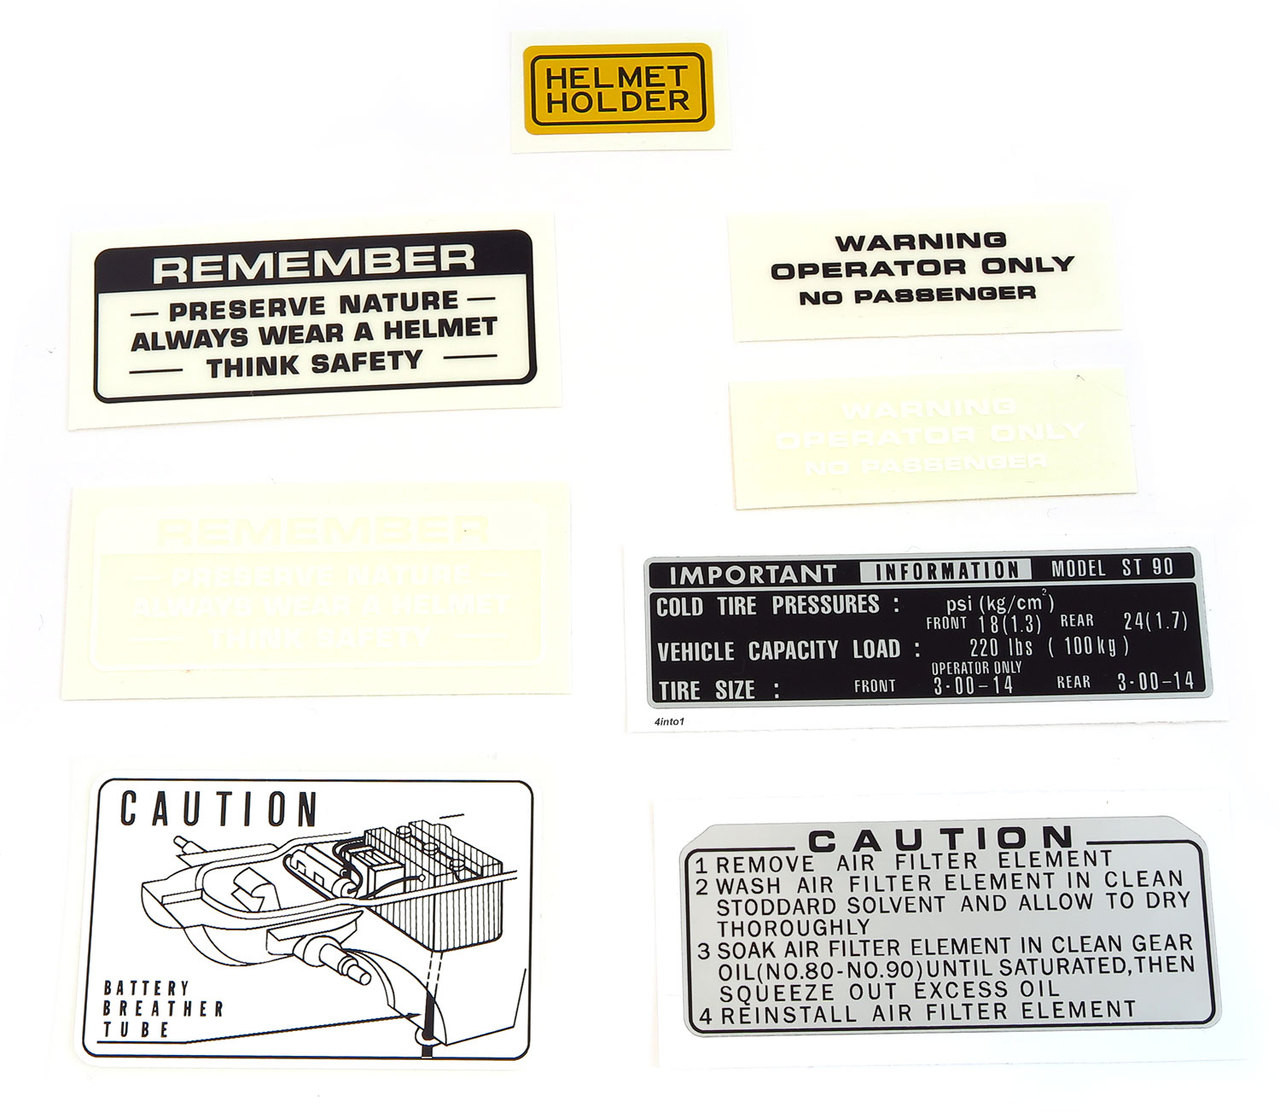 HELMET
HOLDER
REMEMBER
— PRESERVE NATURE —
ALWAYS WEAR A HELMET
— THINK SAFETY —
WARNING
OPERATOR ONLY
NO PASSENGER
WARNING
OPERATOR ONLY
NO PASSENGER
REMEMBER
— PRESERVE NATURE —
ALWAYS WEAR A HELMET
— THINK SAFETY —
IMPORTANT INFORMATION MODEL ST 90
COLD TIRE PRESSURES : psi (kg/cm²)
FRONT 18(1.3) REAR 24(1.7)
VEHICLE CAPACITY LOAD : 220 lbs (100kg)
OPERATOR ONLY
TIRE SIZE : FRONT 3·00–14 REAR 3·00–14
4into1
CAUTION
BATTERY
BREATHER
TUBE
CAUTION
1 REMOVE AIR FILTER ELEMENT
2 WASH AIR FILTER ELEMENT IN CLEAN
STODDARD SOLVENT AND ALLOW TO DRY
THOROUGHLY
3 SOAK AIR FILTER ELEMENT IN CLEAN GEAR
OIL(NO.80-NO.90)UNTIL SATURATED,THEN
SQUEEZE OUT EXCESS OIL
4 REINSTALL AIR FILTER ELEMENT